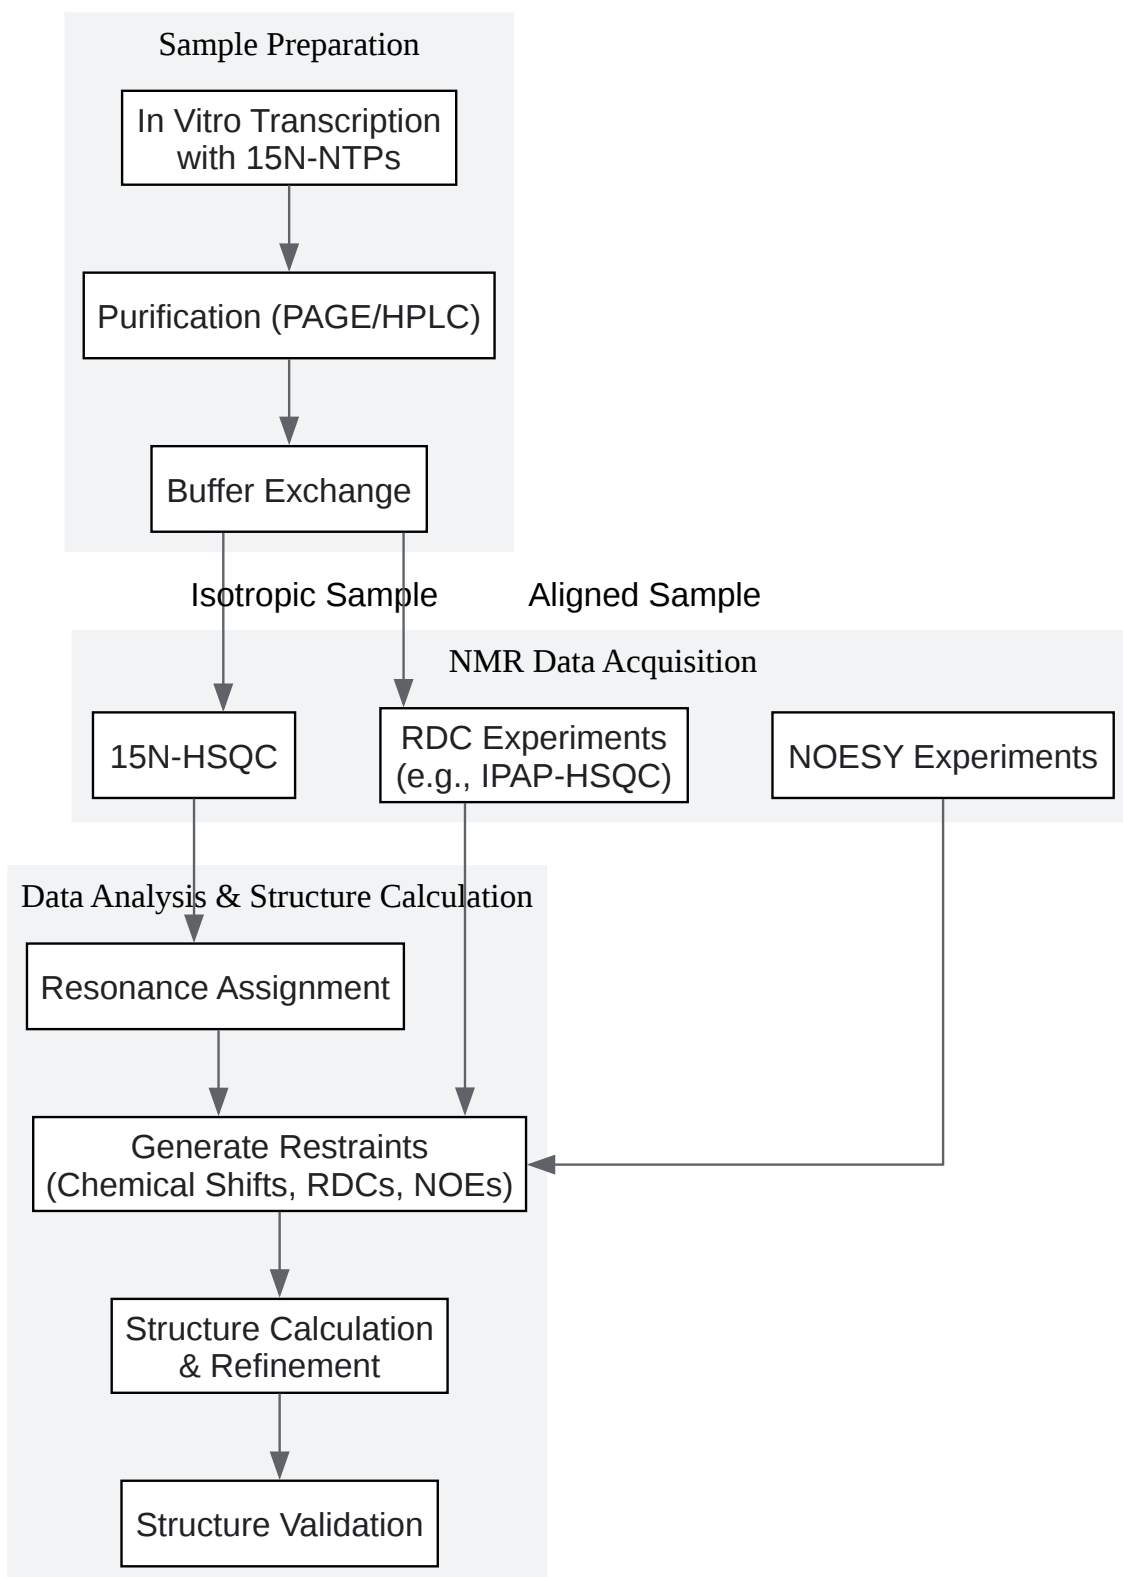 Sample Preparation
In Vitro Transcription
with 15N-NTPs
Purification (PAGE/HPLC)
Buffer Exchange
Isotropic Sample
Aligned Sample
NMR Data Acquisition
15N-HSQC
RDC Experiments
(e.g., IPAP-HSQC)
NOESY Experiments
Data Analysis & Structure Calculation
Resonance Assignment
Generate Restraints
(Chemical Shifts, RDCs, NOEs)
Structure Calculation
& Refinement
Structure Validation